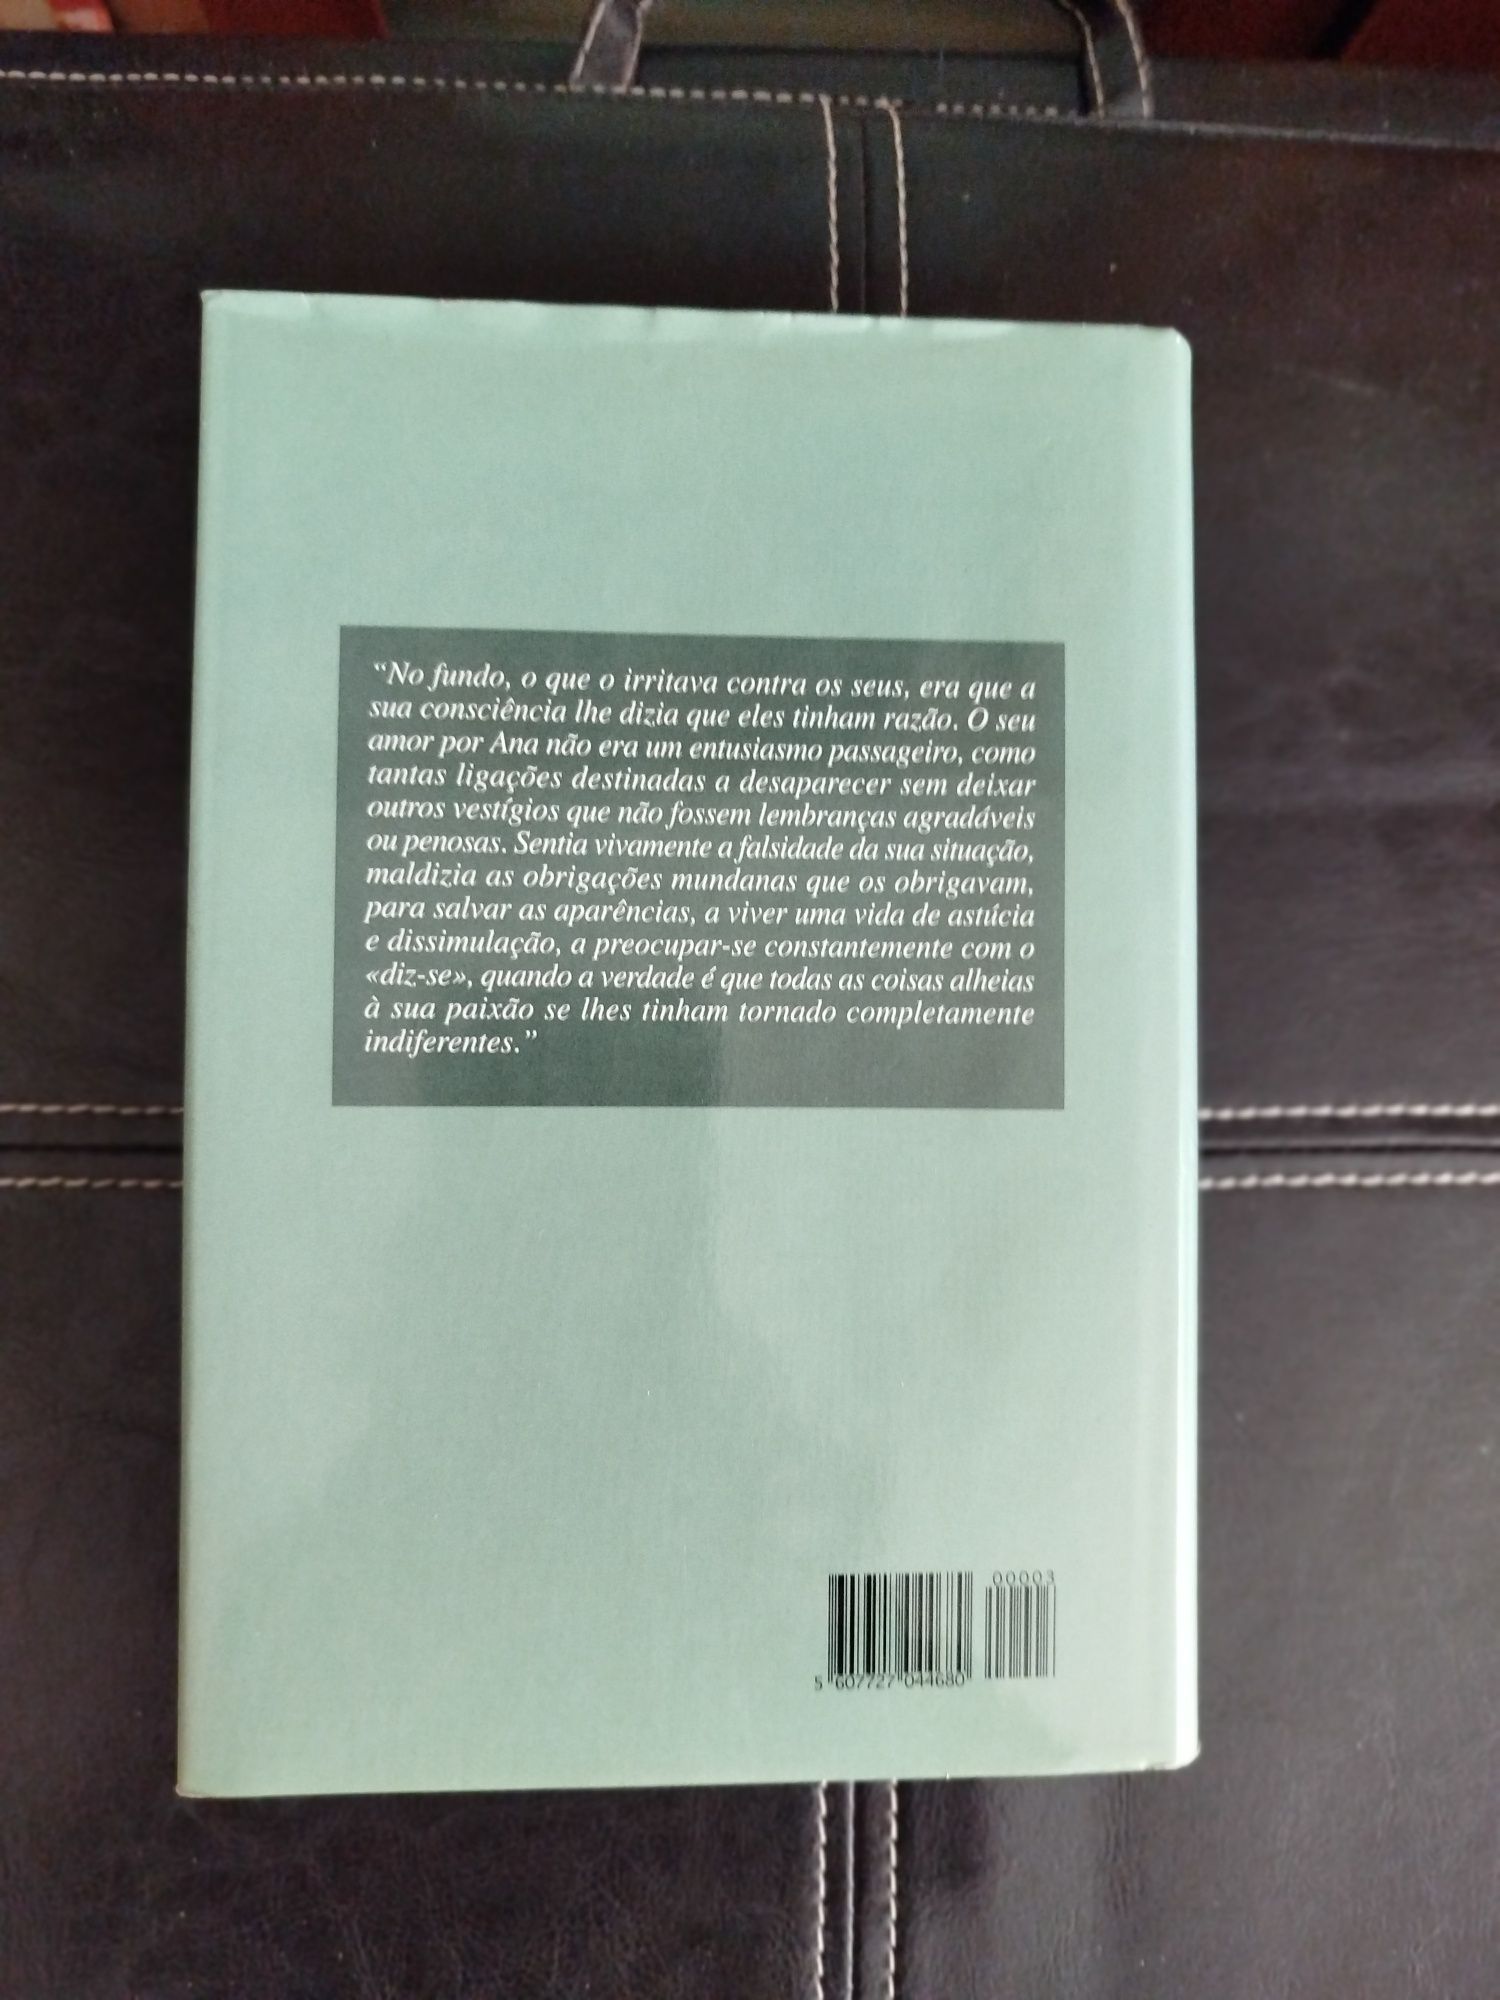 “No fundo, o que o irritava contra os seus, era que a
sua consciência lhe dizia que eles tinham razão. O seu
amor por Ana não era um entusiasmo passageiro, como
tantas ligações destinadas a desaparecer sem deixar
outros vestígios que não fossem lembranças agradáveis
ou penosas. Sentia vivamente a falsidade da sua situação,
maldizia as obrigações mundanas que os obrigavam,
para salvar as aparências, a viver uma vida de astúcia
e dissimulação, a preocupar-se constantemente com o
«diz-se», quando a verdade é que todas as coisas alheias
à sua paixão se lhes tinham tornado completamente
indiferentes.”
00003
5 607727 044680